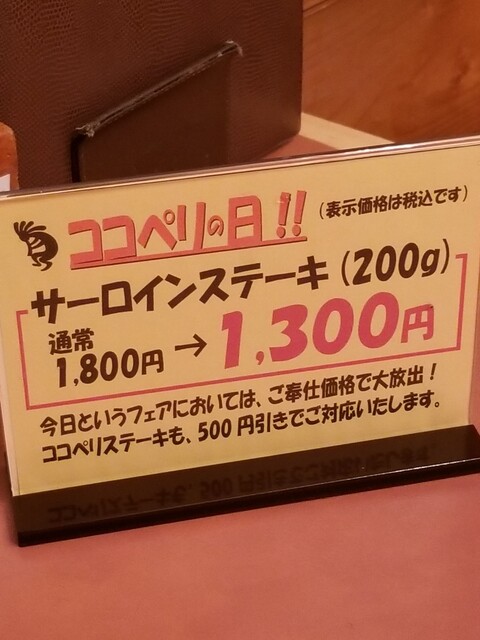 ココペリの日!!
(表示価格は税込です)
サーロインステーキ(200g)
通常
1,800円→1,300円
今日というフェアにおいては、ご奉仕価格で大放出!
ココペリステーキも、500円引きでご対応いたします。